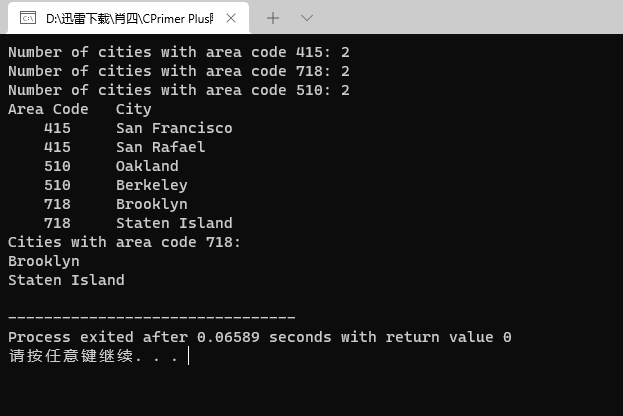 D:\迅雷下载\肖四\CPrimer Plus
Number of cities with area code 415: 2
Number of cities with area code 718: 2
Number of cities with area code 510: 2
Area Code   City
    415     San Francisco
    415     San Rafael
    510     Oakland
    510     Berkeley
    718     Brooklyn
    718     Staten Island
Cities with area code 718:
Brooklyn
Staten Island
--------------------------------
Process exited after 0.06589 seconds with return value 0
请按任意键继续. . .